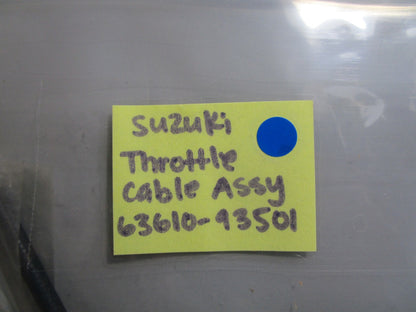 Suzuki
Throttle
Cable Assy
63610-93501